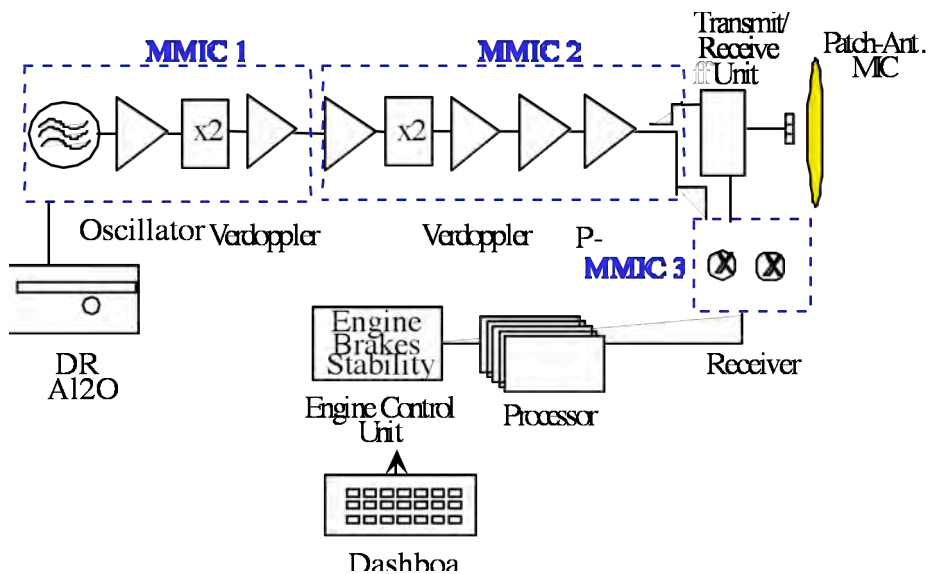 MMIC 1
MMIC 2
Transmit/
Receive
Unit
Patch-Ant.
MIC
x2
x2
Oscillator
Verdoppler
Verdoppler
P-
MMIC 3
X
X
Engine
Brakes
Stability
Receiver
DR
Al2O
Engine Control
Unit
Processor
Dashboa